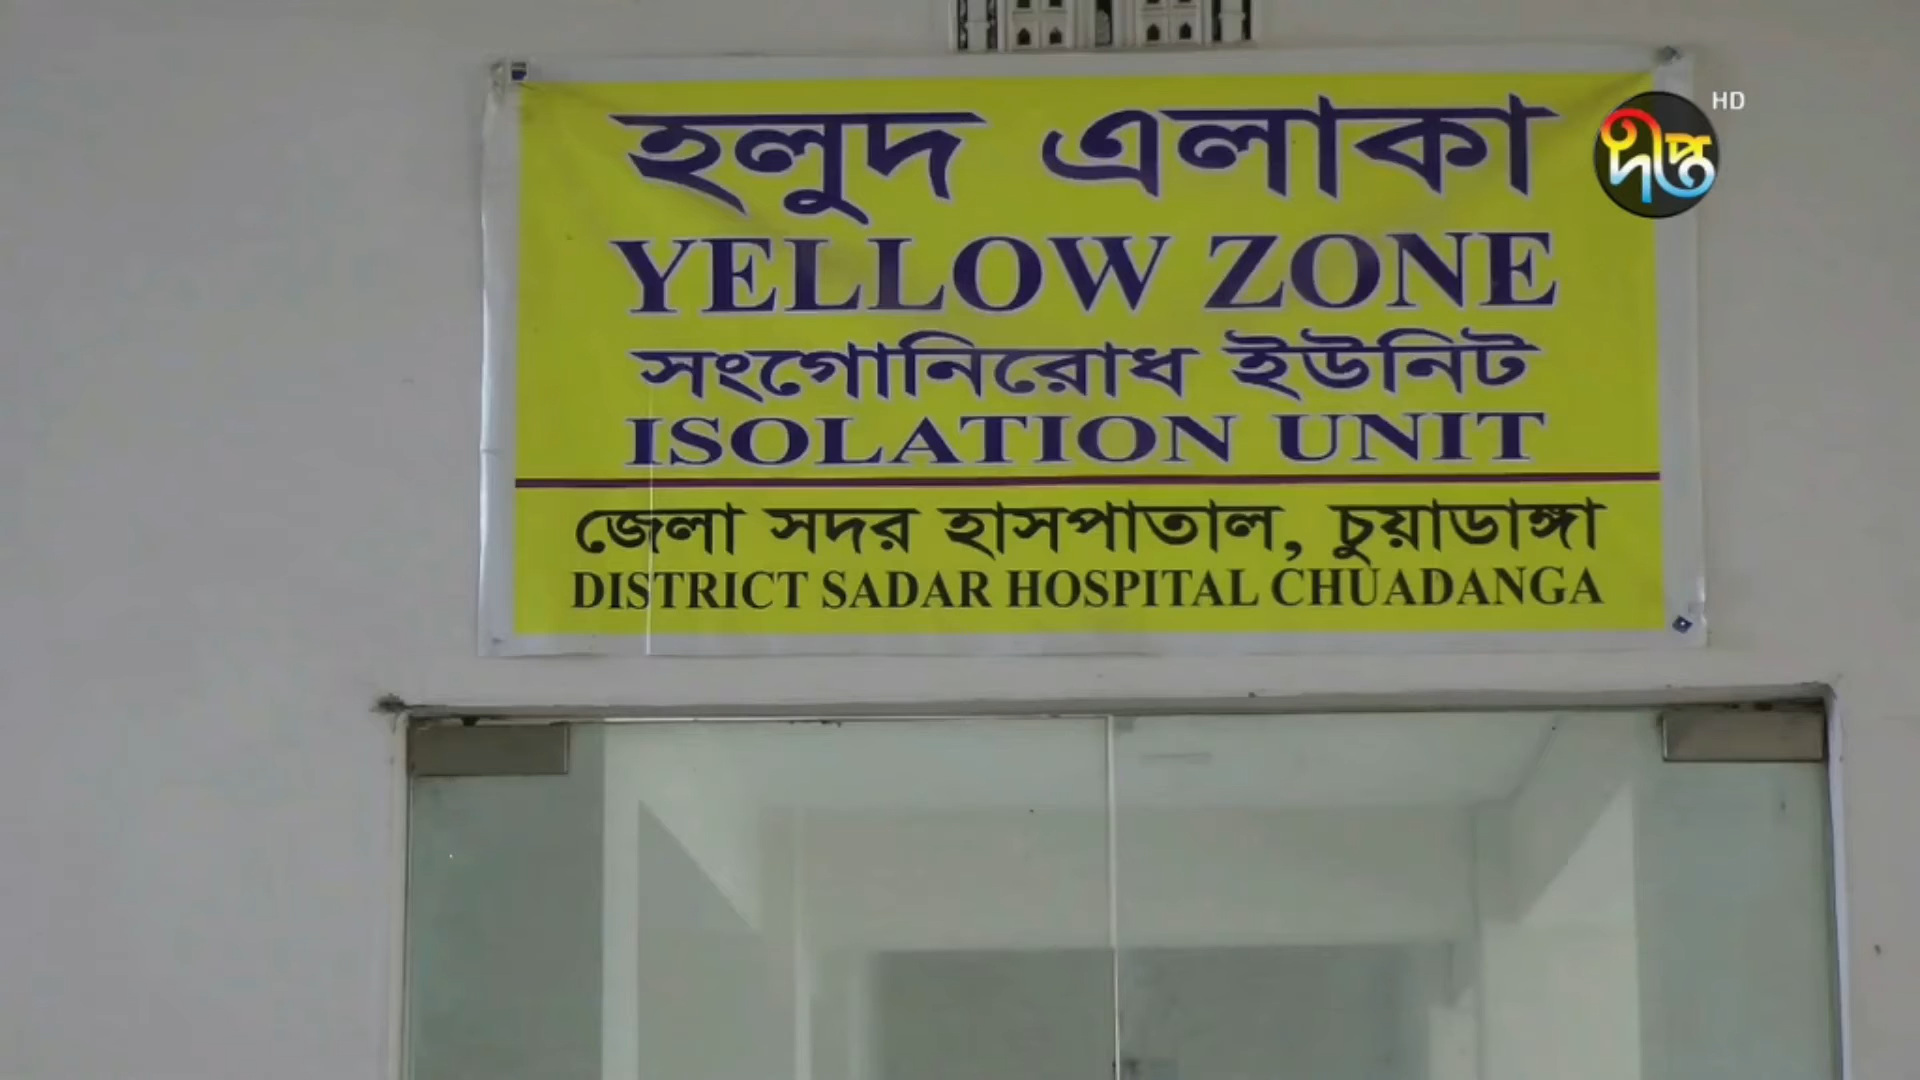 হলুদ এলাকা
YELLOW ZONE
সংগোনিরোধ ইউনিট
ISOLATION UNIT
জেলা সদর হাসপাতাল, চুয়াডাঙ্গা
DISTRICT SADAR HOSPITAL CHUADANGA
দীপ্ত
HD